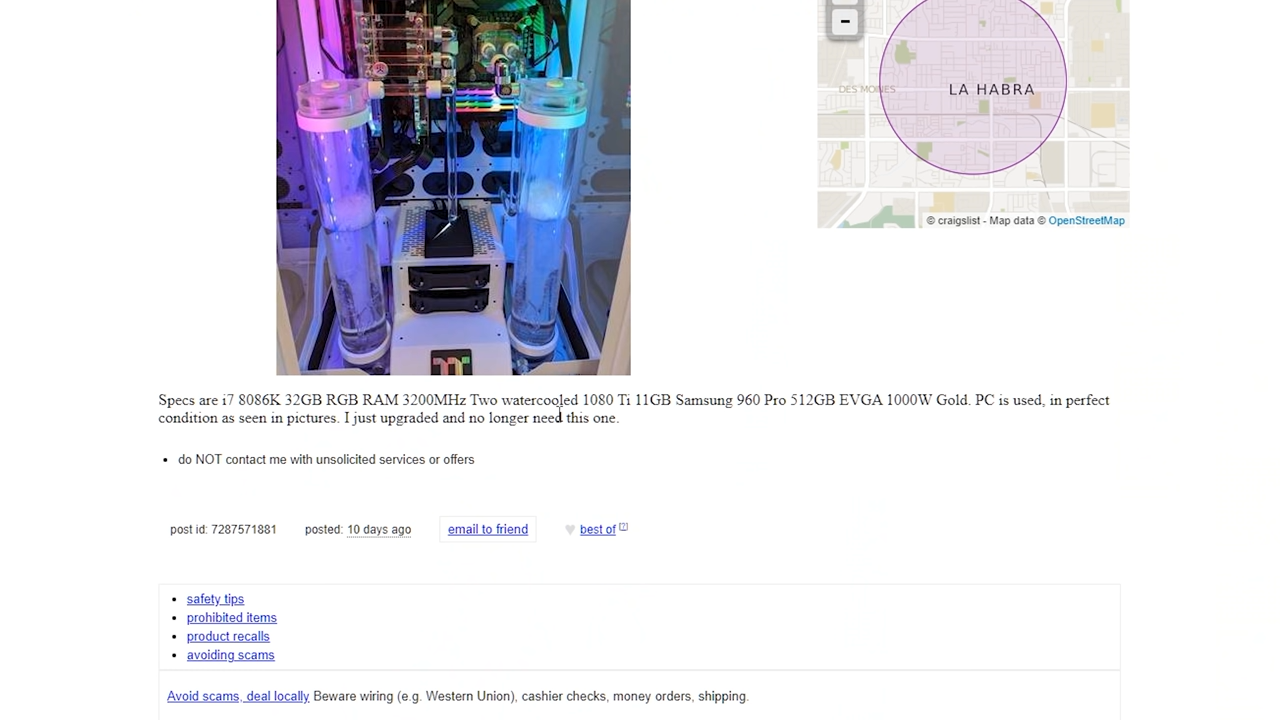 LA HABRA
DES MOINES
-
© craigslist - Map data © OpenStreetMap
Specs are i7 8086K 32GB RGB RAM 3200MHz Two watercooled 1080 Ti 11GB Samsung 960 Pro 512GB EVGA 1000W Gold. PC is used, in perfect
condition as seen in pictures. I just upgraded and no longer need this one.
do NOT contact me with unsolicited services or offers
post id: 7287571881 posted: 10 days ago email to friend ♥ best of [?]
safety tips
prohibited items
product recalls
avoiding scams
Avoid scams, deal locally Beware wiring (e.g. Western Union), cashier checks, money orders, shipping.